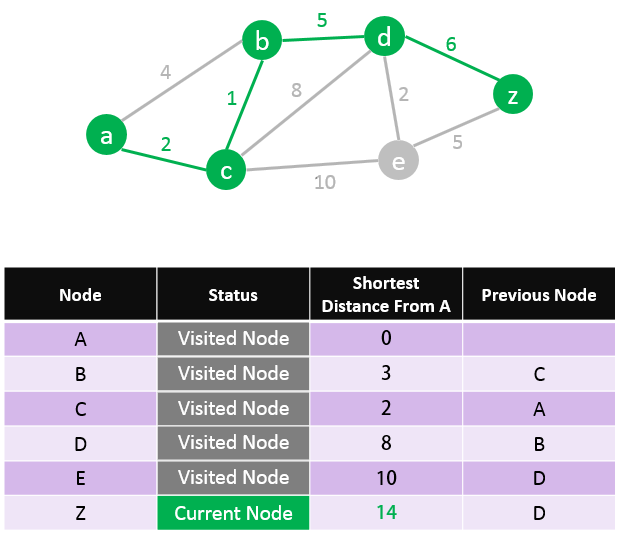 5
b
d
6
4
8
z
1
2
a
2
5
e
c
10
Node Status Shortest Distance From A Previous Node
A Visited Node 0
B Visited Node 3 C
C Visited Node 2 A
D Visited Node 8 B
E Visited Node 10 D
Z Current Node 14 D